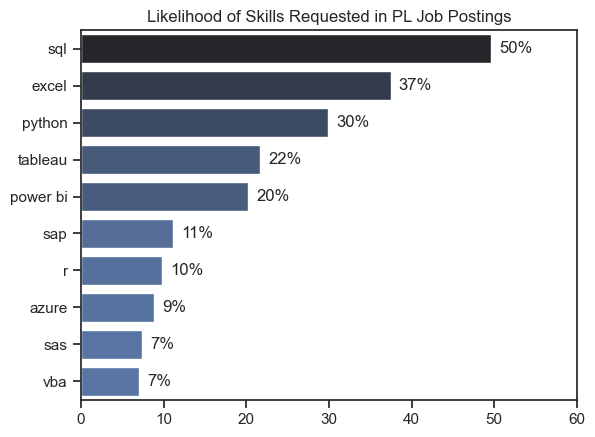 Likelihood of Skills Requested in PL Job Postings
sql 50%
excel 37%
python 30%
tableau 22%
power bi 20%
sap 11%
r 10%
azure 9%
sas 7%
vba 7%
0 10 20 30 40 50 60